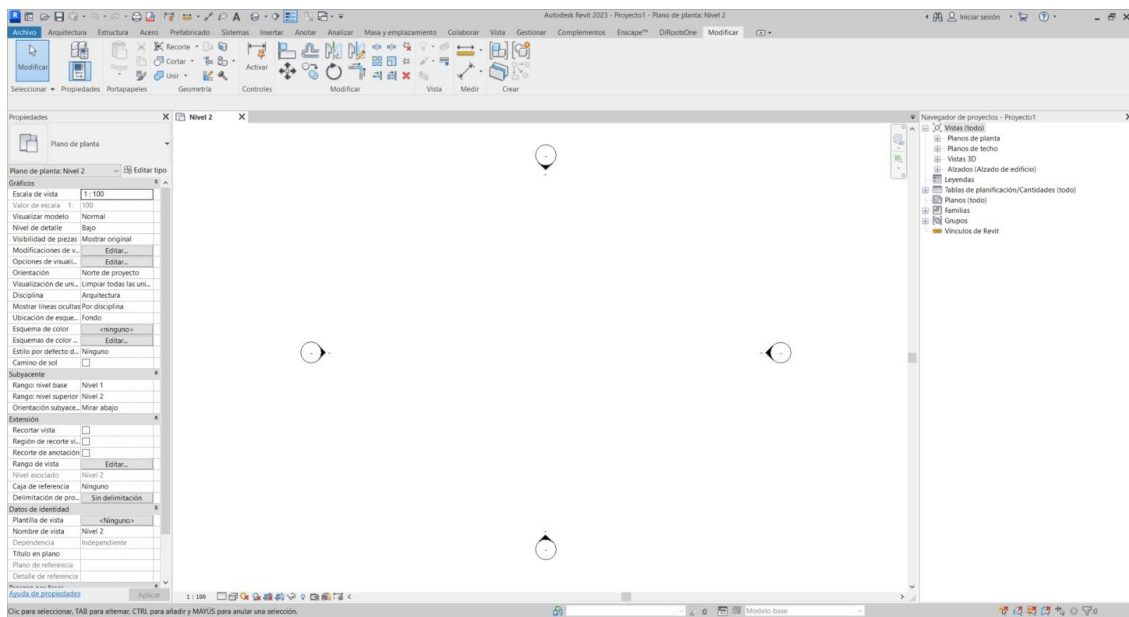 Autodesk Revit 2023 - Proyecto1 - Plano de planta: Nivel 2
Iniciar sesión
Archivo Arquitectura Estructura Acero Prefabricado Sistemas Insertar Anotar Analizar Masa y emplazamiento Colaborar Vista Gestionar Complementos Enscape™ DiRootsOne Modificar
Modificar
Pegar
Recorte
Cortar
Unir
Activar
Seleccionar Propiedades Portapapeles Geometría Controles Modificar Vista Medir Crear
Propiedades
Plano de planta
Plano de planta: Nivel 2 Editar tipo
Gráficos
Escala de vista 1 : 100
Valor de escala 1: 100
Visualizar modelo Normal
Nivel de detalle Bajo
Visibilidad de piezas Mostrar original
Modificaciones de v... Editar...
Opciones de visuali... Editar...
Orientación Norte de proyecto
Visualización de uni... Limpiar todas las uni...
Disciplina Arquitectura
Mostrar líneas ocultas Por disciplina
Ubicación de esque... Fondo
Esquema de color <ninguno>
Esquemas de color ... Editar...
Estilo por defecto d... Ninguno
Camino de sol
Subyacente
Rango: nivel base Nivel 1
Rango: nivel superior Nivel 2
Orientación subyace... Mirar abajo
Extensión
Recortar vista
Región de recorte vi...
Recorte de anotación
Rango de vista Editar...
Nivel asociado Nivel 2
Caja de referencia Ninguno
Delimitación de pro... Sin delimitación
Datos de identidad
Plantilla de vista <Ninguno>
Nombre de vista Nivel 2
Dependencia Independiente
Título en plano
Plano de referencia
Detalle de referencia
Ayuda de propiedades Aplicar
Nivel 2
1 : 100
Navegador de proyectos - Proyecto1
Vistas (todo)
Planos de planta
Planos de techo
Vistas 3D
Alzados (Alzado de edificio)
Leyendas
Tablas de planificación/Cantidades (todo)
Planos (todo)
Familias
Grupos
Vínculos de Revit
Clic para seleccionar, TAB para alternar, CTRL para añadir y MAYÚS para anular una selección. :0 Modelo base :0